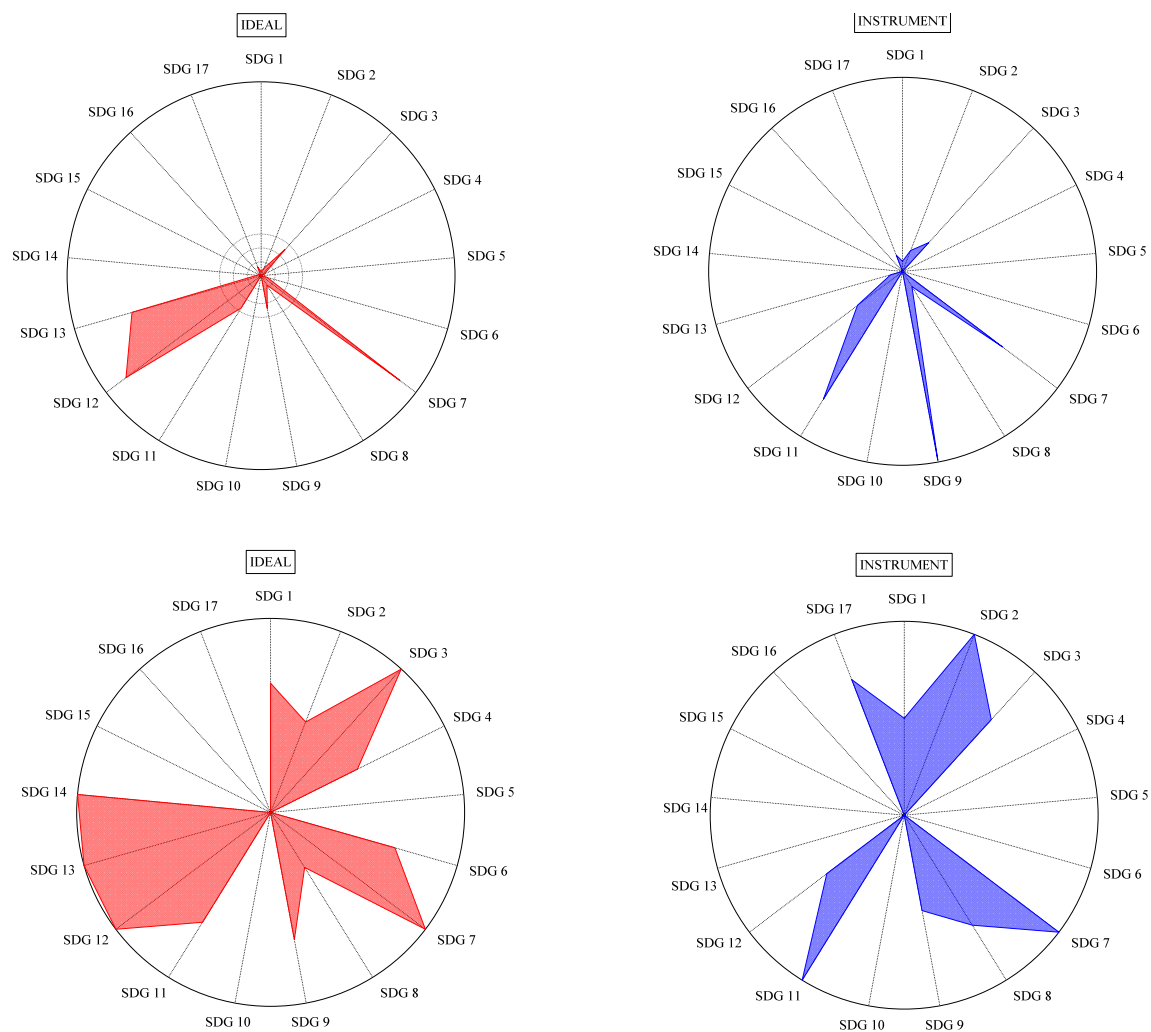 IDEAL
SDG 1
SDG 2
SDG 3
SDG 4
SDG 5
SDG 6
SDG 7
SDG 8
SDG 9
SDG 10
SDG 11
SDG 12
SDG 13
SDG 14
SDG 15
SDG 16
SDG 17
INSTRUMENT
SDG 1
SDG 2
SDG 3
SDG 4
SDG 5
SDG 6
SDG 7
SDG 8
SDG 9
SDG 10
SDG 11
SDG 12
SDG 13
SDG 14
SDG 15
SDG 16
SDG 17
IDEAL
SDG 1
SDG 2
SDG 3
SDG 4
SDG 5
SDG 6
SDG 7
SDG 8
SDG 9
SDG 10
SDG 11
SDG 12
SDG 13
SDG 14
SDG 15
SDG 16
SDG 17
INSTRUMENT
SDG 1
SDG 2
SDG 3
SDG 4
SDG 5
SDG 6
SDG 7
SDG 8
SDG 9
SDG 10
SDG 11
SDG 12
SDG 13
SDG 14
SDG 15
SDG 16
SDG 17